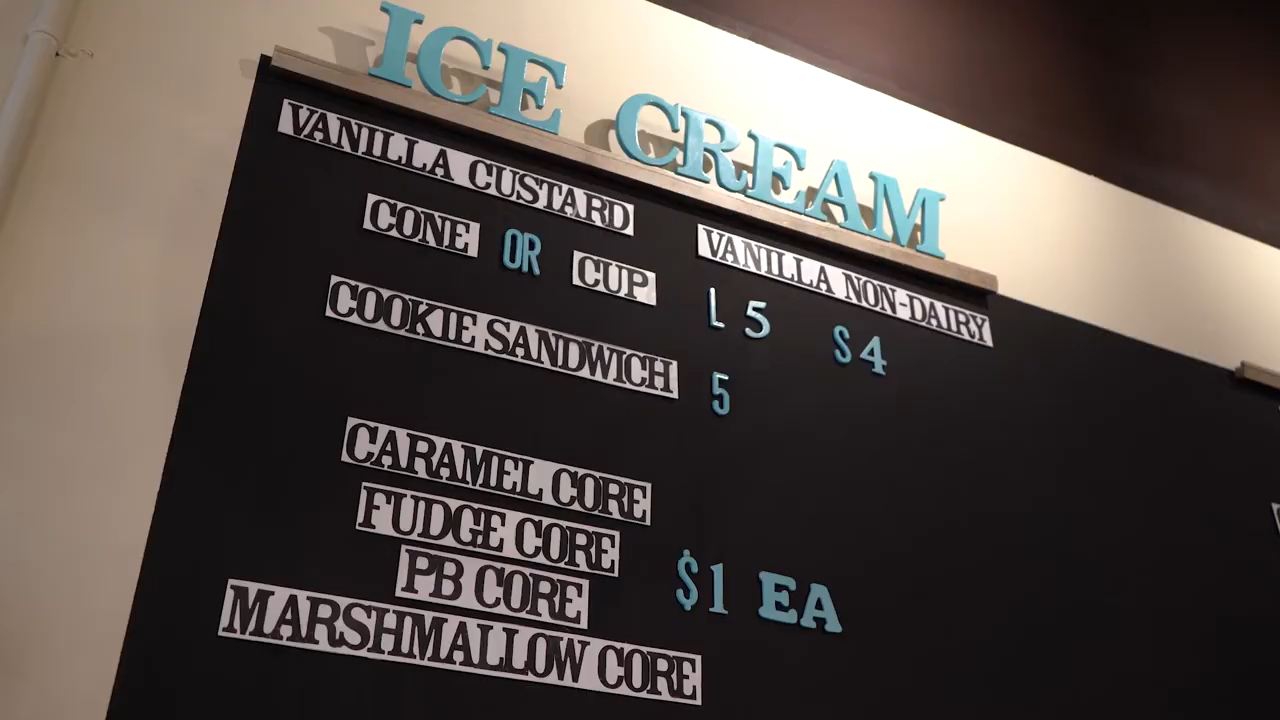 ICE CREAM
VANILLA CUSTARD
VANILLA NON-DAIRY
CONE OR CUP L 5 S 4
COOKIE SANDWICH 5
CARAMEL CORE
FUDGE CORE
PB CORE $1 EA
MARSHMALLOW CORE